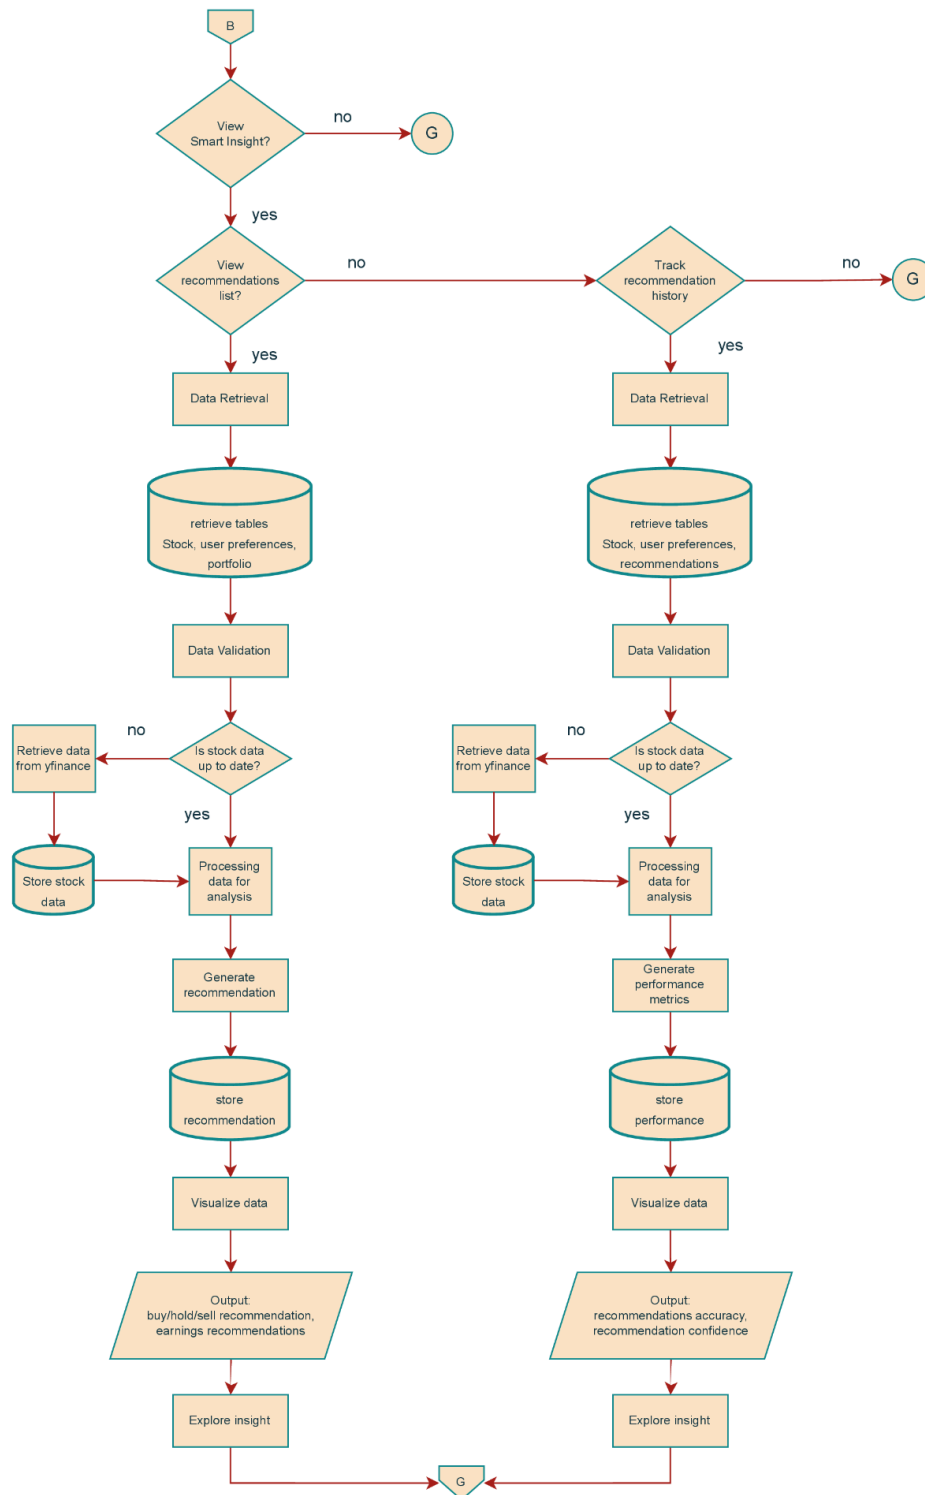 B
View
Smart Insight?
no
G
yes
View
recommendations
list?
no
Track
recommendation
history
no
G
yes
yes
Data Retrieval
Data Retrieval
retrieve tables
Stock, user preferences,
portfolio
retrieve tables
Stock, user preferences,
recommendations
Data Validation
Data Validation
Retrieve data
from yfinance
no
Is stock data
up to date?
Retrieve data
from yfinance
no
Is stock data
up to date?
yes
yes
Store stock
data
Processing
data for
analysis
Store stock
data
Processing
data for
analysis
Generate
recommendation
Generate
performance
metrics
store
recommendation
store
performance
Visualize data
Visualize data
Output:
buy/hold/sell recommendation,
earnings recommendations
Output:
recommendations accuracy,
recommendation confidence
Explore insight
Explore insight
G